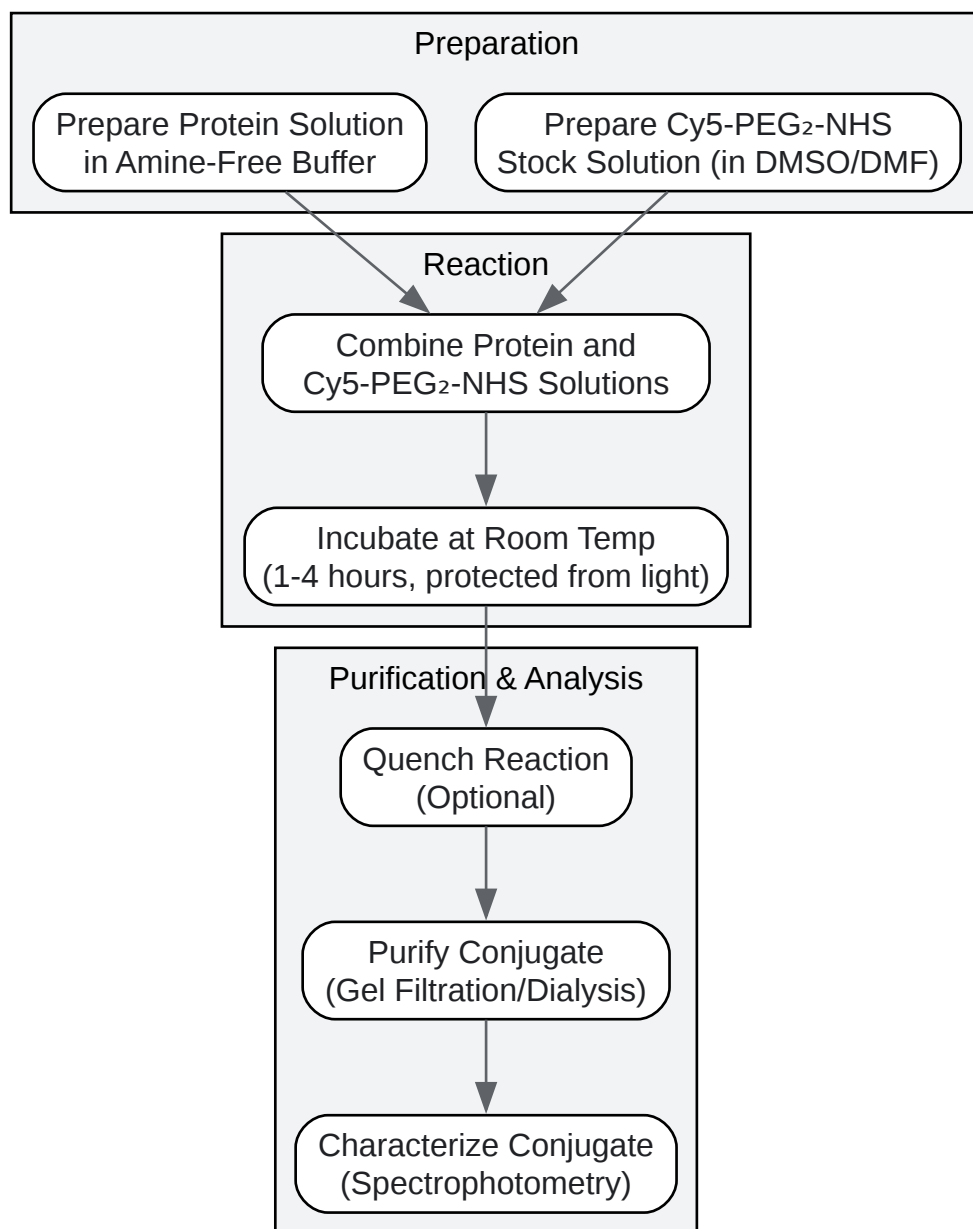 Preparation
Prepare Protein Solution
in Amine-Free Buffer
Prepare Cy5-PEG₂-NHS
Stock Solution (in DMSO/DMF)
Reaction
Combine Protein and
Cy5-PEG₂-NHS Solutions
Incubate at Room Temp
(1-4 hours, protected from light)
Purification & Analysis
Quench Reaction
(Optional)
Purify Conjugate
(Gel Filtration/Dialysis)
Characterize Conjugate
(Spectrophotometry)